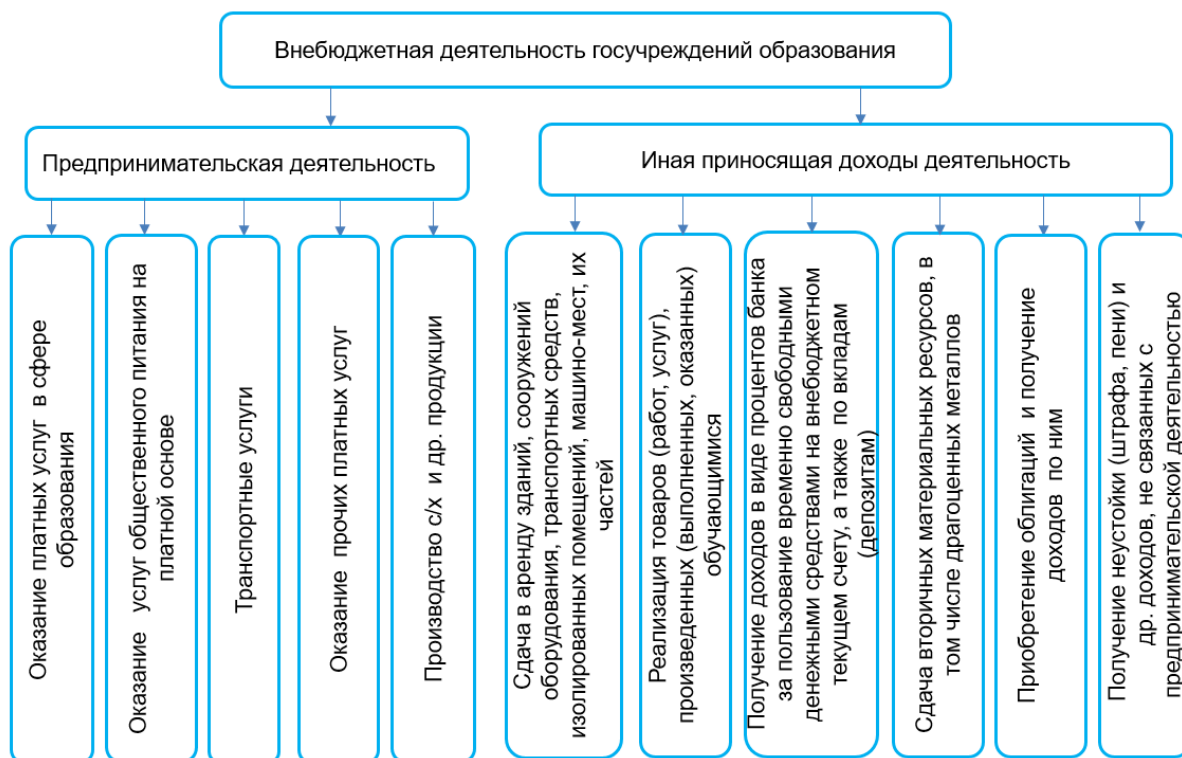 Внебюджетная деятельность госучреждений образования
Предпринимательская деятельность
Иная приносящая доходы деятельность
Оказание платных услуг в сфере
образования
Оказание услуг общественного питания на
платной основе
Транспортные услуги
Оказание прочих платных услуг
Производство с/х и др. продукции
Сдача в аренду зданий, сооружений
оборудования, транспортных средств,
изолированных помещений, машино-мест, их
частей
Реализация товаров (работ, услуг),
произведенных (выполненных, оказанных)
обучающимися
Получение доходов в виде процентов банка
за пользование временно свободными
денежными средствами на внебюджетном
текущем счету, а также по вкладам
(депозитам)
Сдача вторичных материальных ресурсов, в
том числе драгоценных металлов
Приобретение облигаций и получение
доходов по ним
Получение неустойки (штрафа, пени) и
др. доходов, не связанных с
предпринимательской деятельностью